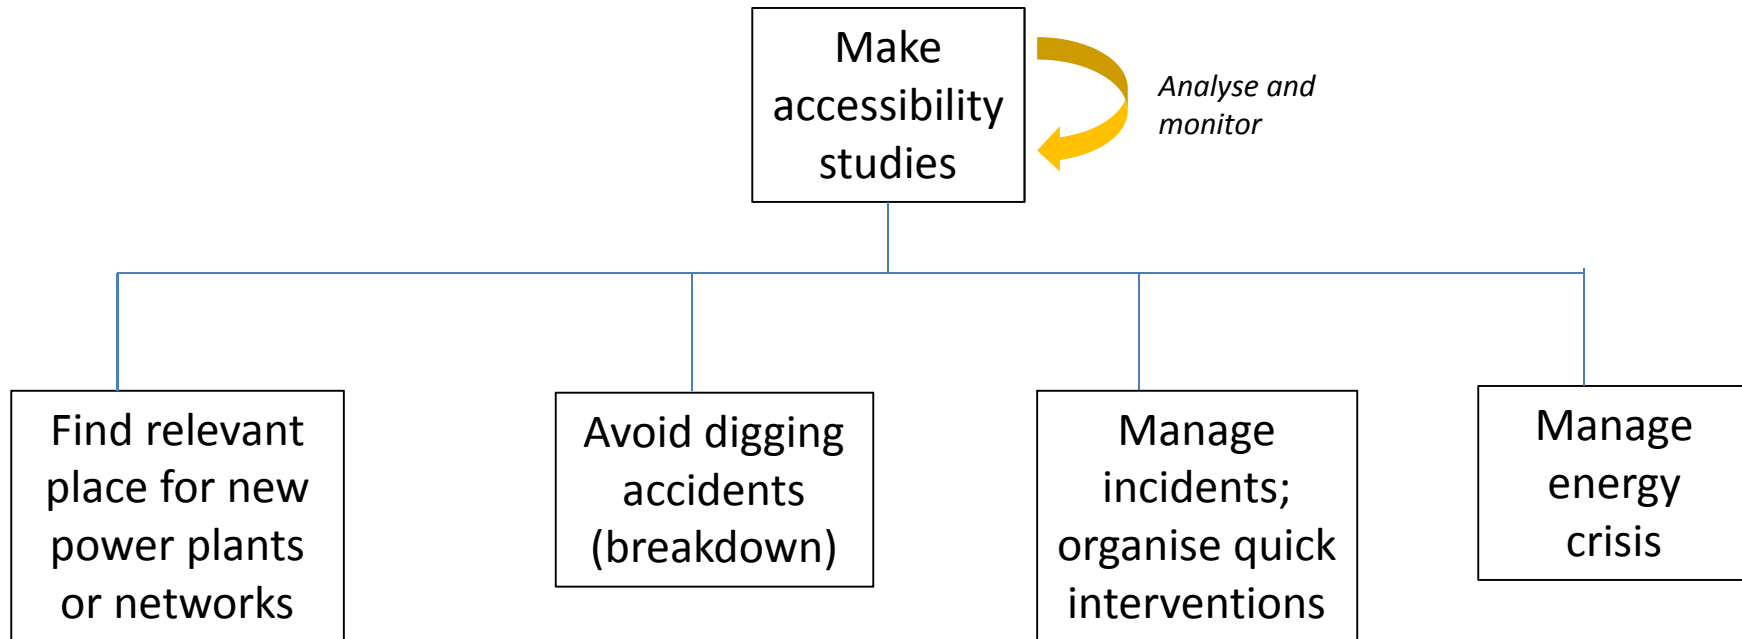 Make
accessibility
studies
Analyse and
monitor
Find relevant
place for new
power plants
or networks
Avoid digging
accidents
(breakdown)
Manage
incidents;
organise quick
interventions
Manage
energy
crisis